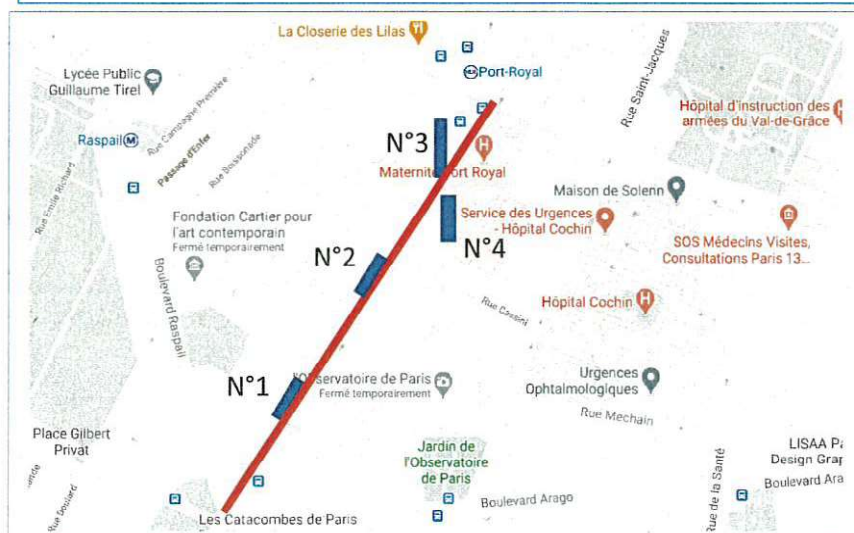 La Closerie des Lilas
Lycée Public
Guillaume Tirel
RER Port-Royal
Rue Saint-Jacques
Hôpital d'instruction des
armées du Val-de-Grâce
Raspail M
Rue Campagne Première
Passage d'Enfer
Rue Boissonade
Rue Emile Richard
N°3
Maternité Port Royal
Maison de Solenn
Fondation Cartier pour
l'art contemporain
Fermé temporairement
Service des Urgences
- Hôpital Cochin
SOS Médecins Visites,
Consultations Paris 13...
N°2
N°4
Boulevard Raspail
Rue Cassini
Hôpital Cochin
N°1
l'Observatoire de Paris
Fermé temporairement
Urgences
Ophtalmologiques
Rue Mechain
Place Gilbert
Privat
Jardin de
l'Observatoire
de Paris
LISAA Pa
Design Grap
Boulevard Ara
Rue de la Santé
Boulevard Arago
Rue Boulard
Les Catacombes de Paris